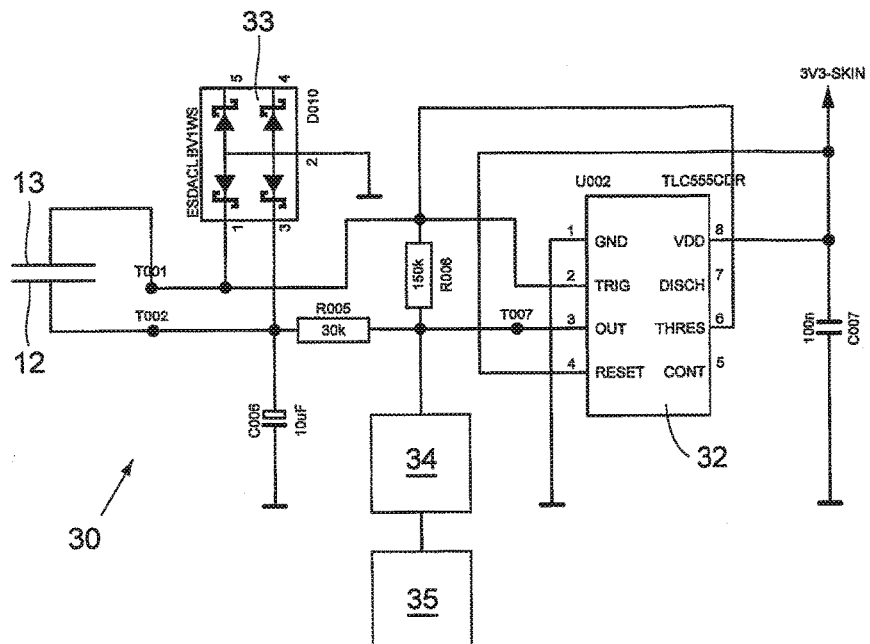 33
5
4
ESDACLBV1WS
D010
2
1
3
3V3-SKIN
U002
TLC555CDR
13
12
T001
T002
150k
R006
R005
30k
T007
1
GND
VDD
8
2
TRIG
DISCH
7
3
OUT
THRES
6
4
RESET
CONT
5
100n
C007
C006
10uF
34
32
30
35